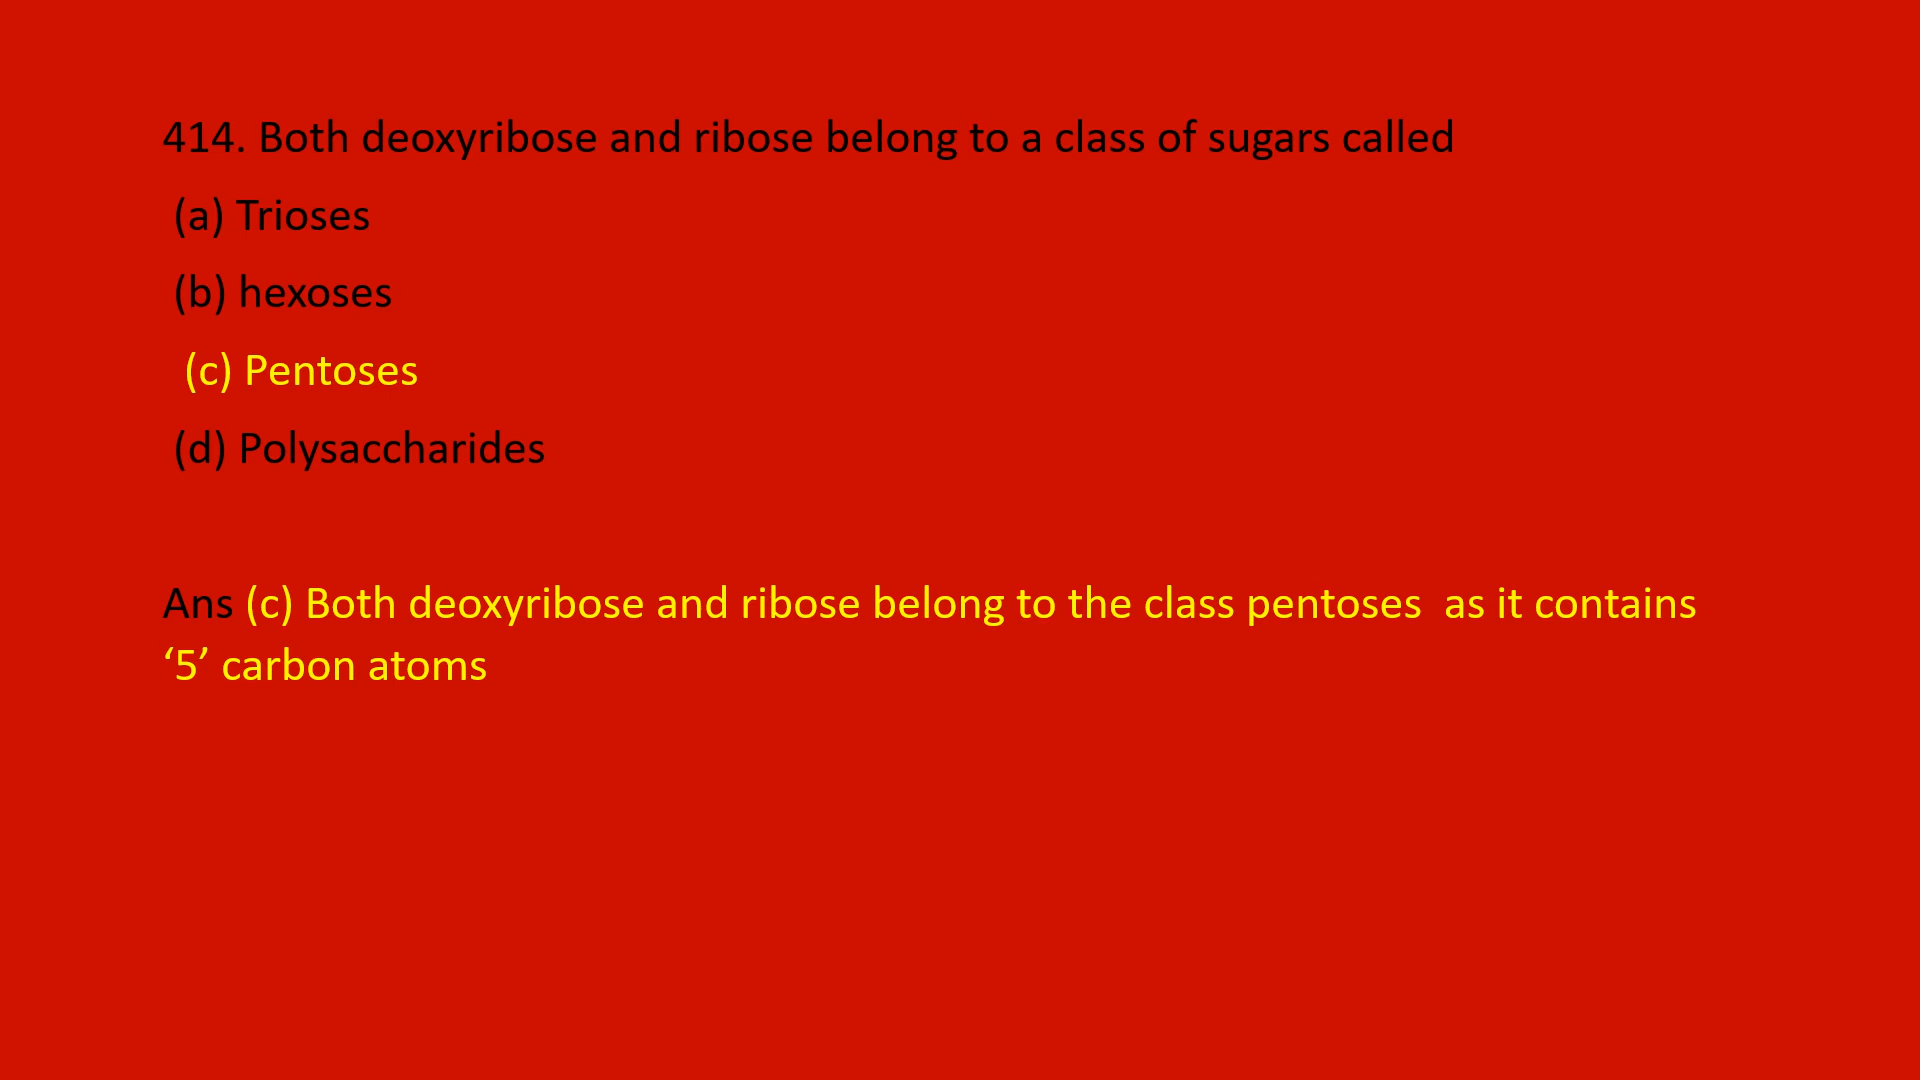 414. Both deoxyribose and ribose belong to a class of sugars called
(a) Trioses
(b) hexoses
(c) Pentoses
(d) Polysaccharides
Ans (c) Both deoxyribose and ribose belong to the class pentoses  as it contains
‘5’ carbon atoms